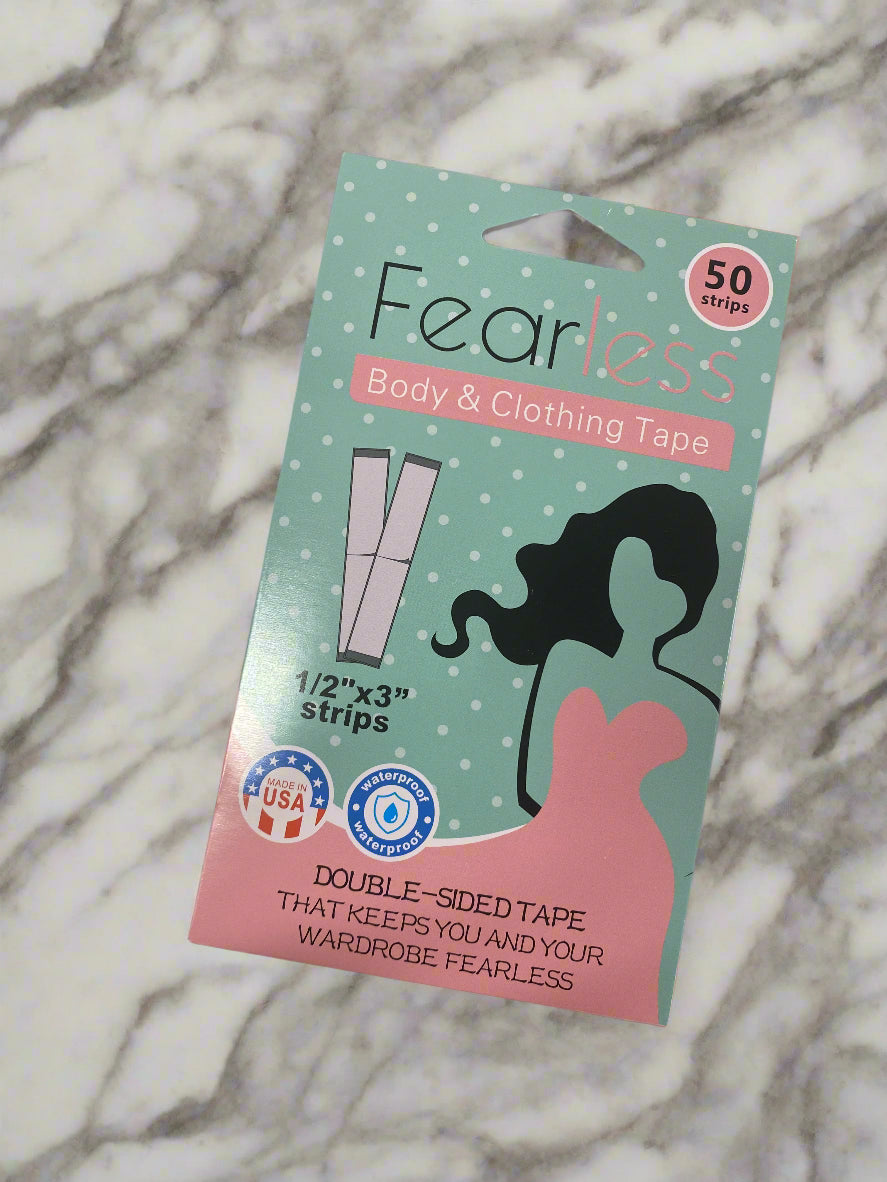 50
strips
Fearless
Body & Clothing Tape
1/2"x3”
strips
MADE IN
USA
waterproof
waterproof
DOUBLE-SIDED TAPE
THAT KEEPS YOU AND YOUR
WARDROBE FEARLESS